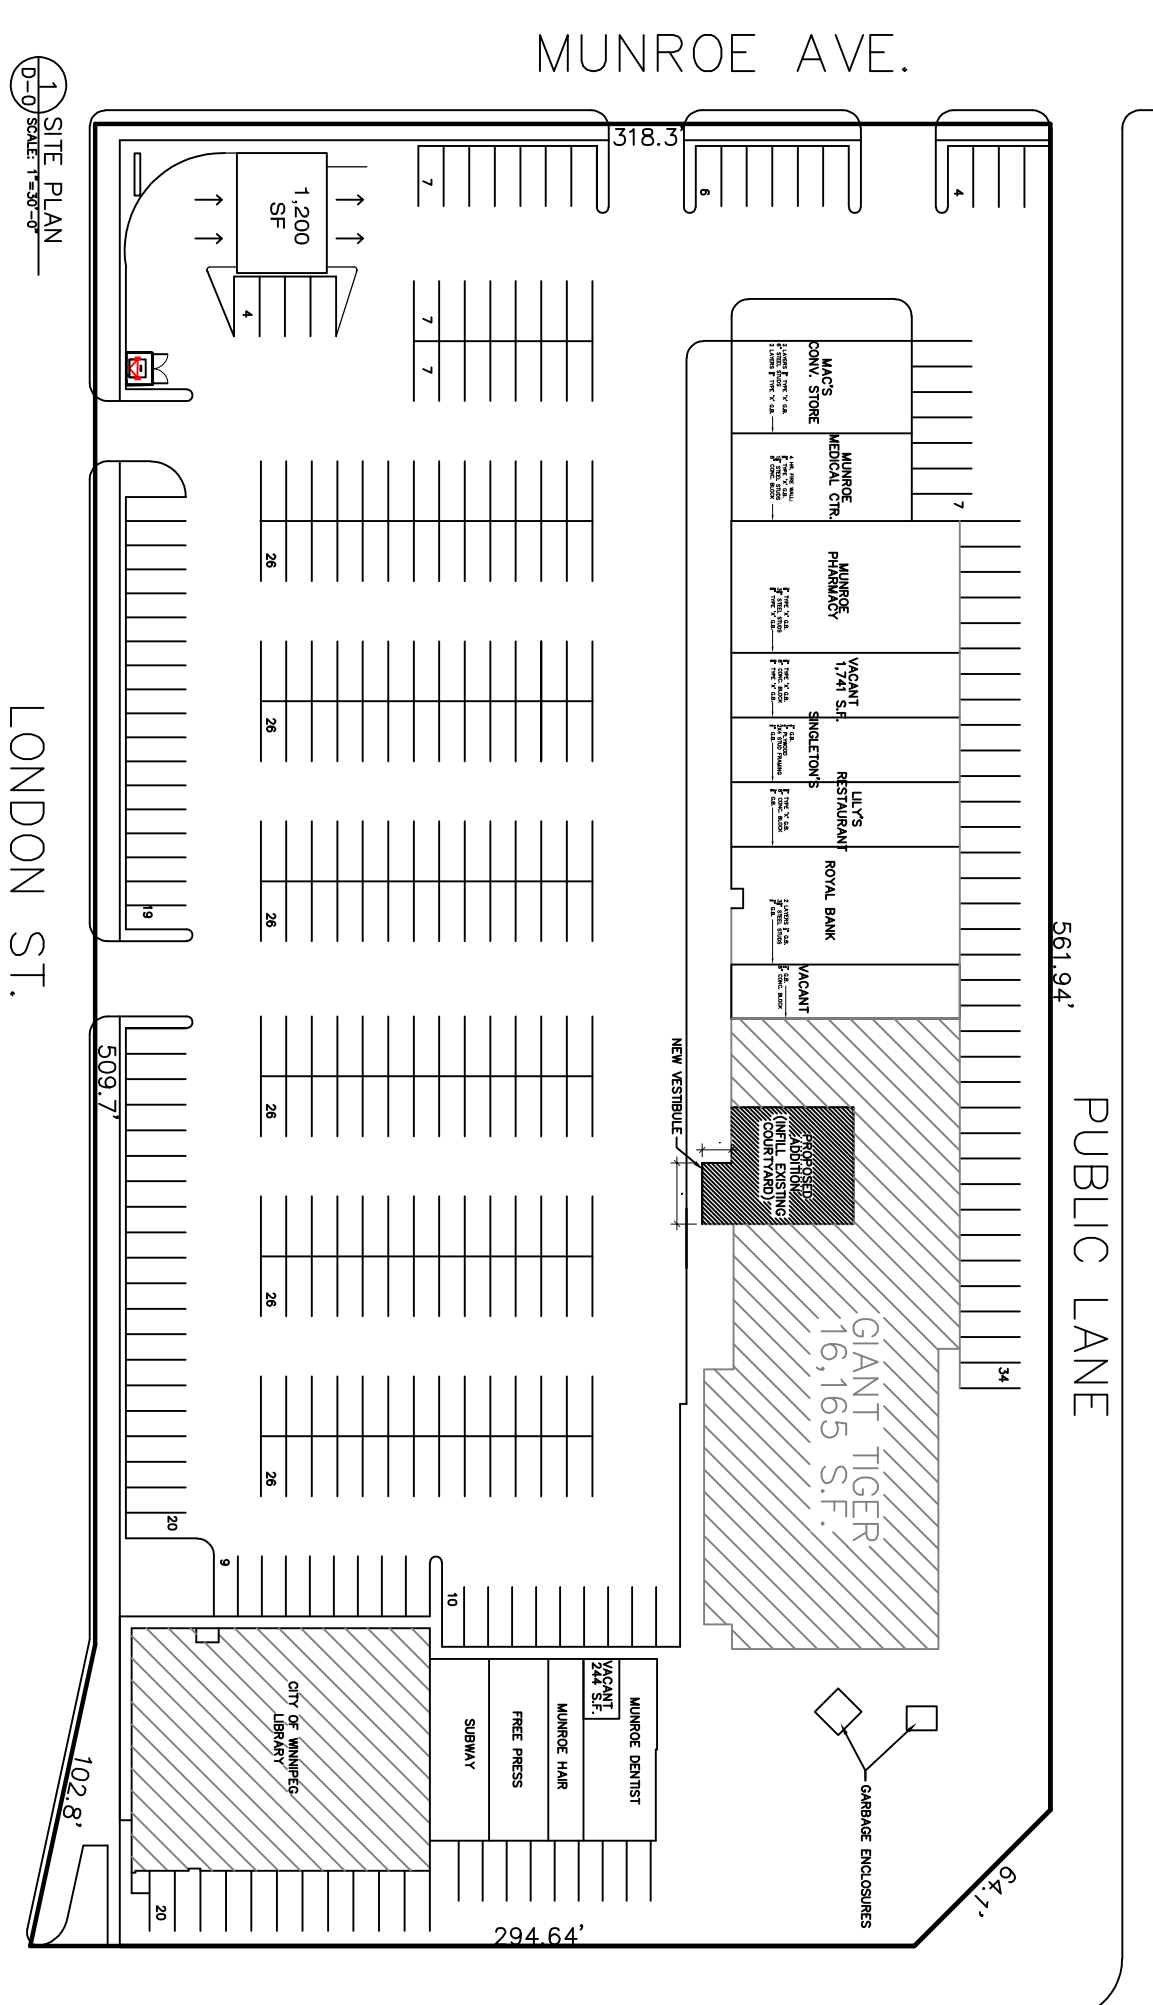 MUNROE AVE.
1
D-0
SITE PLAN
SCALE: 1"=30'-0"
318.3'
7
6
4
1,200
SF
4
7
7
MAC'S
CONV. STORE
MUNROE
MEDICAL CTR.
7
MUNROE
PHARMACY
VACANT
1,741 S.F.
SINGLETON'S
LILY'S
RESTAURANT
ROYAL BANK
VACANT
26
26
26
26
26
26
19
20
LONDON ST.
509.7'
561.94'
PUBLIC LANE
NEW VESTIBULE
PROPOSED
ADDITION
(INFILL EXISTING
COURTYARD)
GIANT TIGER
16,165 S.F.
34
9
10
CITY OF WINNIPEG
LIBRARY
SUBWAY
FREE PRESS
MUNROE HAIR
VACANT
244 S.F.
MUNROE DENTIST
GARBAGE ENCLOSURES
20
102.8'
294.64'
64.1'